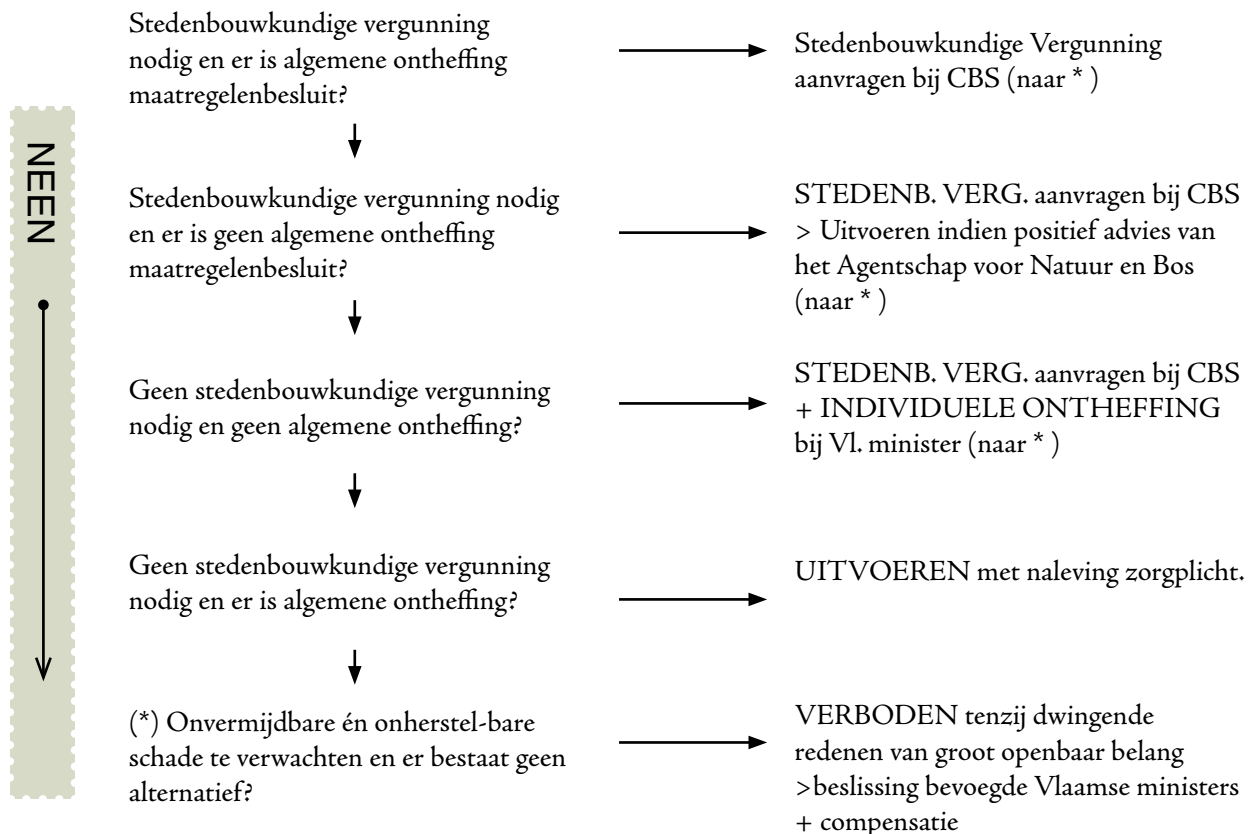 Stedenbouwkundige vergunning
nodig en er is algemene ontheffing
maatregelenbesluit?
Stedenbouwkundige Vergunning
aanvragen bij CBS (naar * )
NEEN
Stedenbouwkundige vergunning nodig
en er is geen algemene ontheffing
maatregelenbesluit?
STEDENB. VERG. aanvragen bij CBS
> Uitvoeren indien positief advies van
het Agentschap voor Natuur en Bos
(naar * )
Geen stedenbouwkundige vergunning
nodig en geen algemene ontheffing?
STEDENB. VERG. aanvragen bij CBS
+ INDIVIDUELE ONTHEFFING
bij Vl. minister (naar * )
Geen stedenbouwkundige vergunning
nodig en er is algemene ontheffing?
UITVOEREN met naleving zorgplicht.
(*) Onvermijdbare én onherstel-bare
schade te verwachten en er bestaat geen
alternatief?
VERBODEN tenzij dwingende
redenen van groot openbaar belang
>beslissing bevoegde Vlaamse ministers
+ compensatie